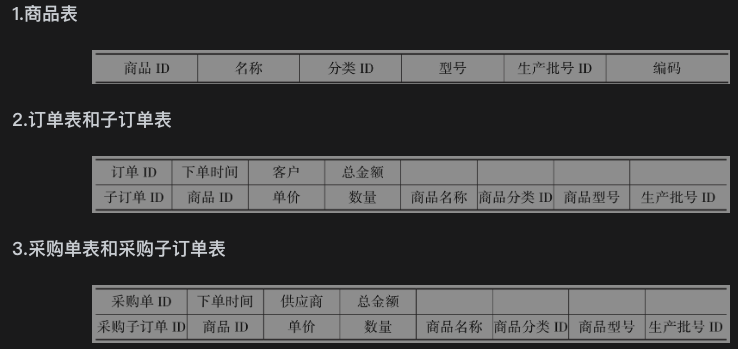 1.商品表
商品 ID 名称 分类 ID 型号 生产批号 ID 编码
2.订单表和子订单表
订单 ID 下单时间 客户 总金额
子订单 ID 商品 ID 单价 数量 商品名称 商品分类 ID 商品型号 生产批号 ID
3.采购单表和采购子订单表
采购单 ID 下单时间 供应商 总金额
采购子订单 ID 商品 ID 单价 数量 商品名称 商品分类 ID 商品型号 生产批号 ID